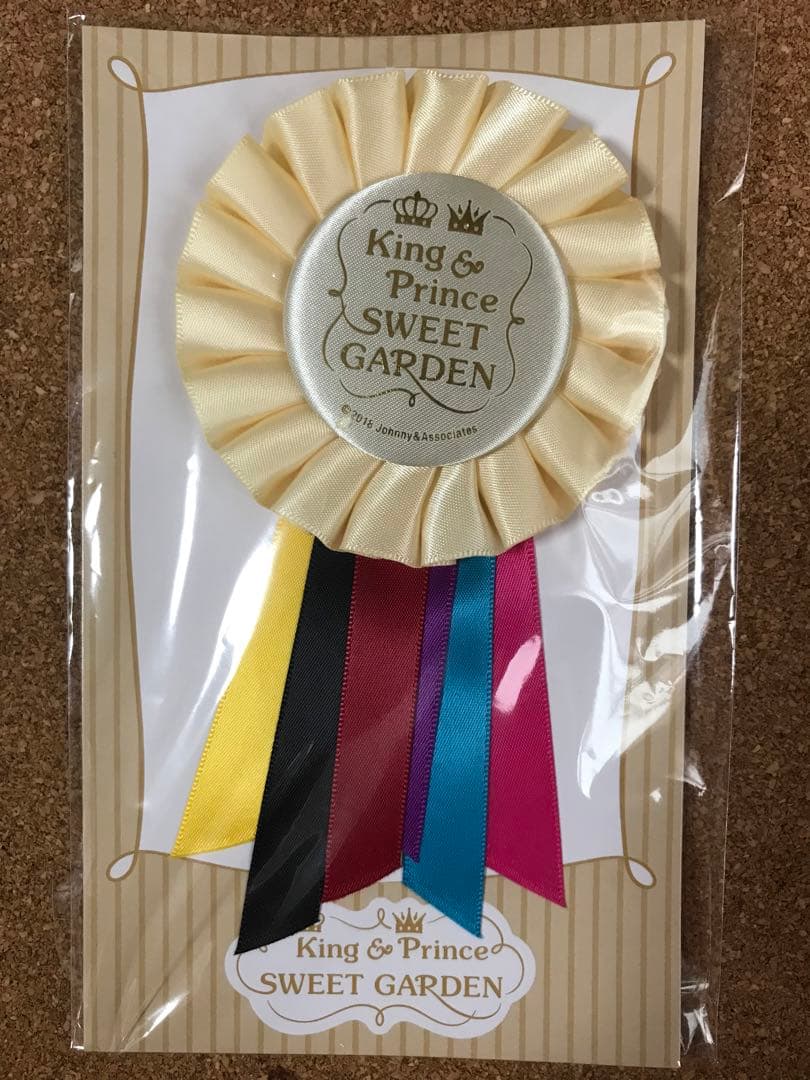 King &
Prince
SWEET
GARDEN
©2018 Johnny&Associates
King & Prince
SWEET GARDEN